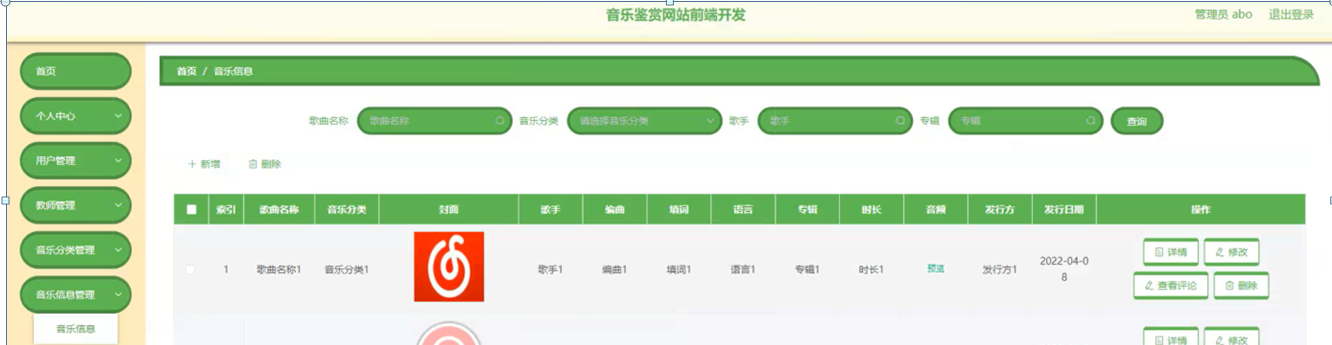 音乐鉴赏网站前端开发
管理员 abo 退出登录
首页
个人中心
用户管理
教师管理
音乐分类管理
音乐信息管理
音乐信息
首页 / 音乐信息
歌曲名称 歌曲名称 音乐分类 请选择音乐分类 歌手 歌手 专辑 专辑 查询
新增 删除
索引 歌曲名称 音乐分类 封面 歌手 编曲 填词 语言 专辑 时长 音频 发行方 发行日期 操作
1 歌曲名称1 音乐分类1 歌手1 编曲1 填词1 语言1 专辑1 时长1 预览 发行方1 2022-04-0
8
详情 修改
查看评论 删除
详情 修改